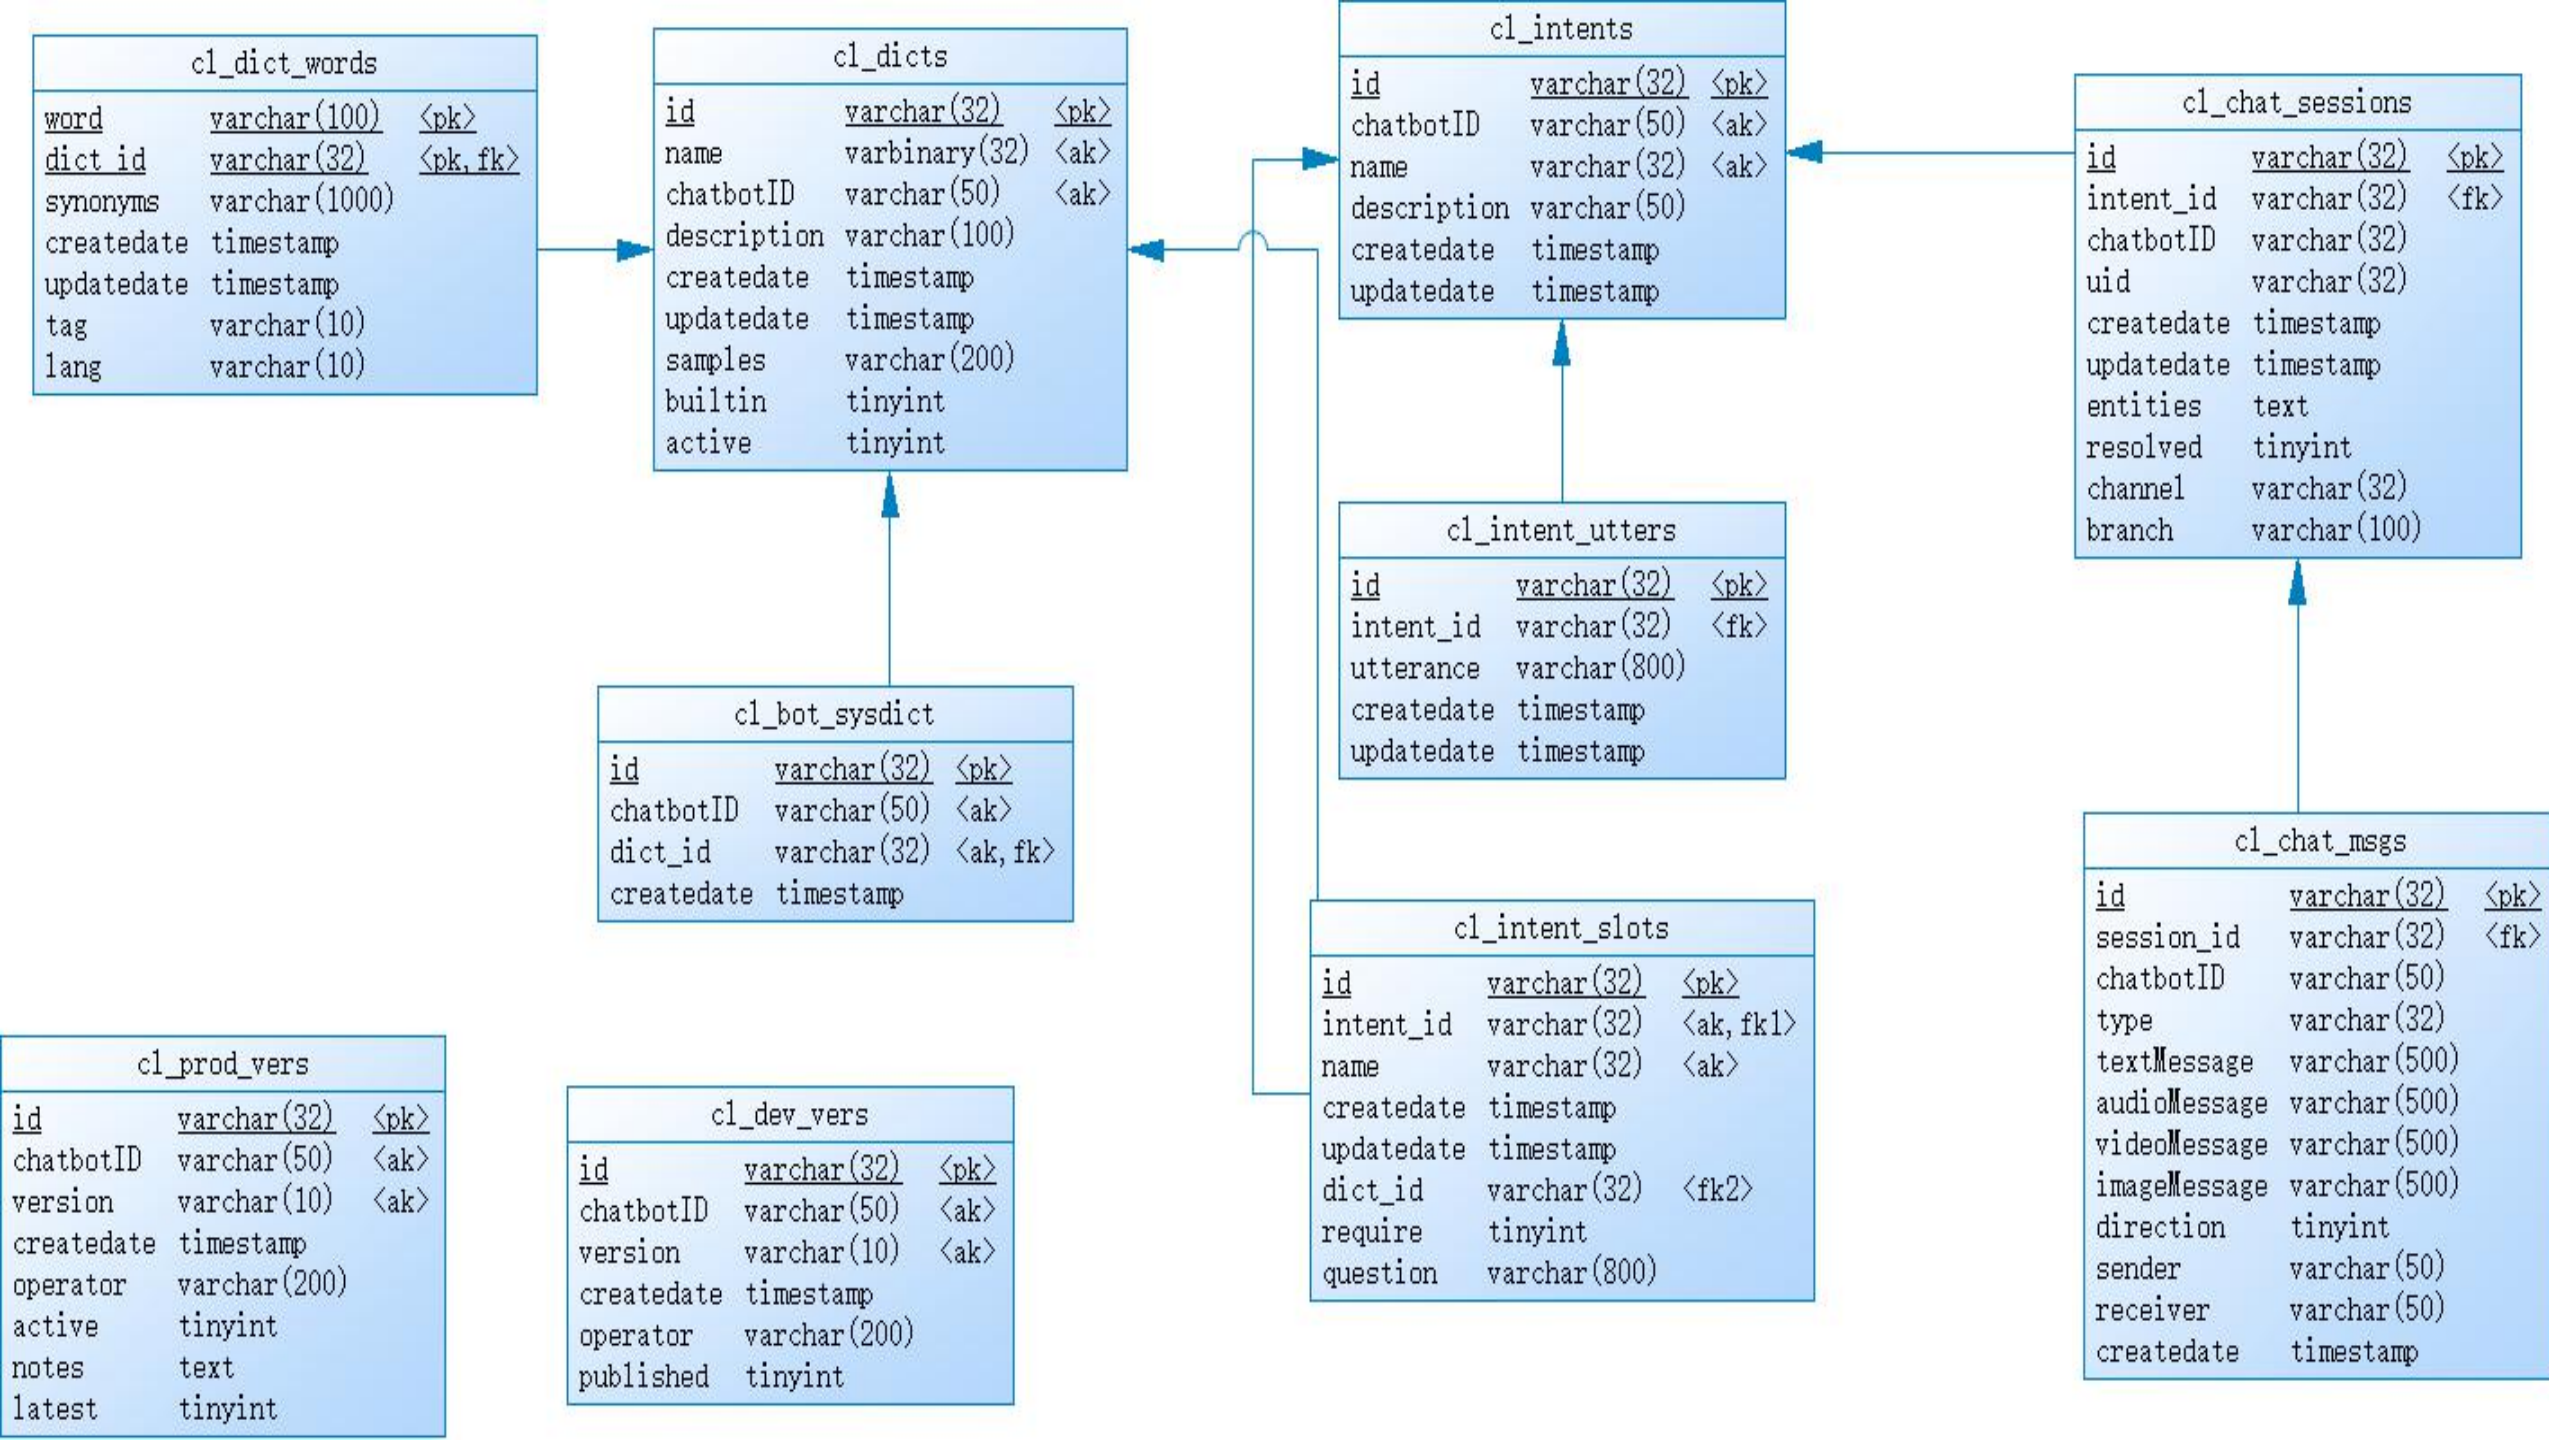 cl_dict_words
word varchar(100) <pk>
dict_id varchar(32) <pk,fk>
synonyms varchar(1000)
createdate timestamp
updatedate timestamp
tag varchar(10)
lang varchar(10)
cl_dicts
id varchar(32) <pk>
name varbinary(32) <ak>
chatbotID varchar(50) <ak>
description varchar(100)
createdate timestamp
updatedate timestamp
samples varchar(200)
builtin tinyint
active tinyint
cl_intents
id varchar(32) <pk>
chatbotID varchar(50) <ak>
name varchar(32) <ak>
description varchar(50)
createdate timestamp
updatedate timestamp
cl_chat_sessions
id varchar(32) <pk>
intent_id varchar(32) <fk>
chatbotID varchar(32)
uid varchar(32)
createdate timestamp
updatedate timestamp
entities text
resolved tinyint
channel varchar(32)
branch varchar(100)
cl_intent_utters
id varchar(32) <pk>
intent_id varchar(32) <fk>
utterance varchar(800)
createdate timestamp
updatedate timestamp
cl_bot_sysdict
id varchar(32) <pk>
chatbotID varchar(50) <ak>
dict_id varchar(32) <ak,fk>
createdate timestamp
cl_intent_slots
id varchar(32) <pk>
intent_id varchar(32) <ak,fk1>
name varchar(32) <ak>
createdate timestamp
updatedate timestamp
dict_id varchar(32) <fk2>
require tinyint
question varchar(800)
cl_chat_msgs
id varchar(32) <pk>
session_id varchar(32) <fk>
chatbotID varchar(50)
type varchar(32)
textMessage varchar(500)
audioMessage varchar(500)
videoMessage varchar(500)
imageMessage varchar(500)
direction tinyint
sender varchar(50)
receiver varchar(50)
createdate timestamp
cl_prod_vers
id varchar(32) <pk>
chatbotID varchar(50) <ak>
version varchar(10) <ak>
createdate timestamp
operator varchar(200)
active tinyint
notes text
latest tinyint
cl_dev_vers
id varchar(32) <pk>
chatbotID varchar(50) <ak>
version varchar(10) <ak>
createdate timestamp
operator varchar(200)
published tinyint